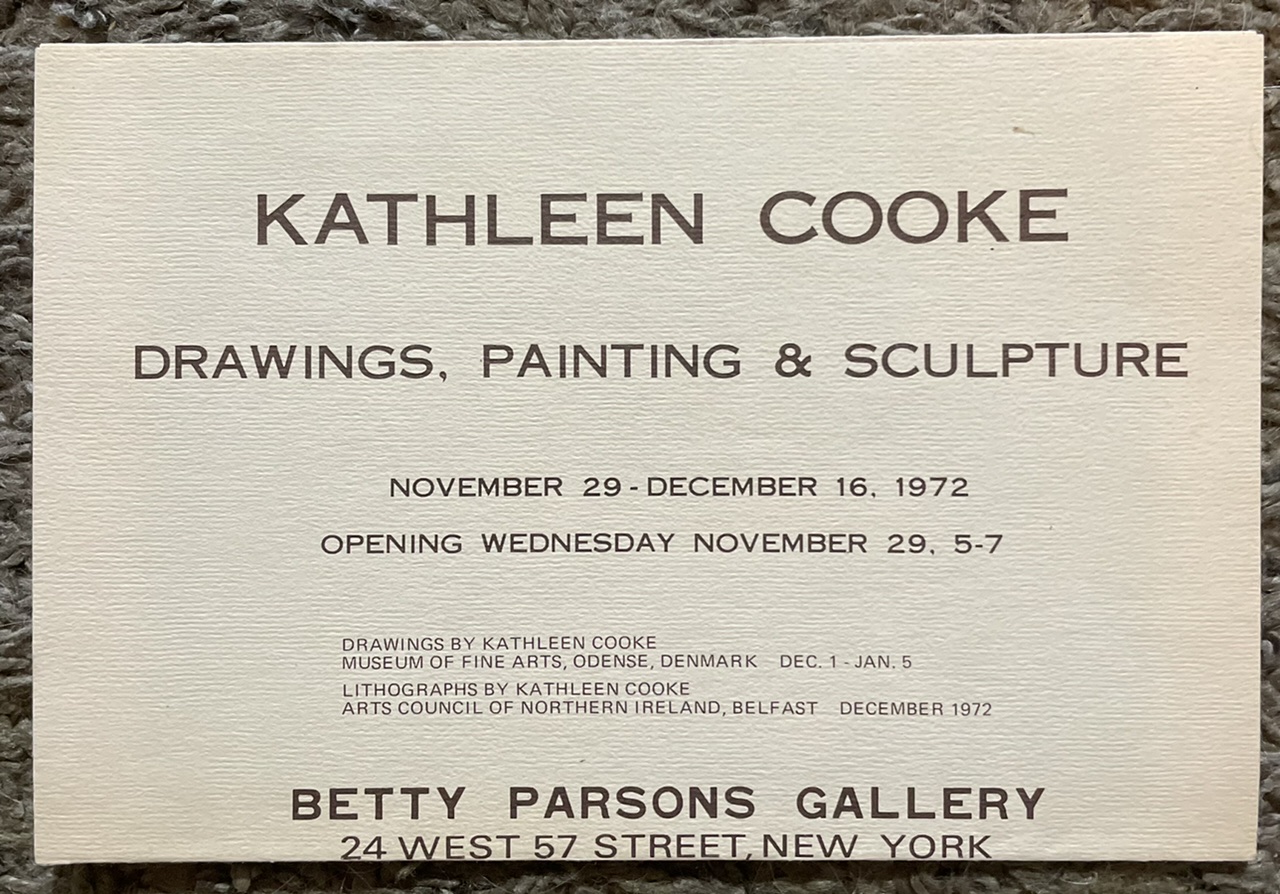 KATHLEEN COOKE
DRAWINGS, PAINTING & SCULPTURE
NOVEMBER 29 - DECEMBER 16, 1972
OPENING WEDNESDAY NOVEMBER 29, 5-7
DRAWINGS BY KATHLEEN COOKE
MUSEUM OF FINE ARTS, ODENSE, DENMARK DEC. 1 - JAN. 5
LITHOGRAPHS BY KATHLEEN COOKE
ARTS COUNCIL OF NORTHERN IRELAND, BELFAST DECEMBER 1972
BETTY PARSONS GALLERY
24 WEST 57 STREET, NEW YORK